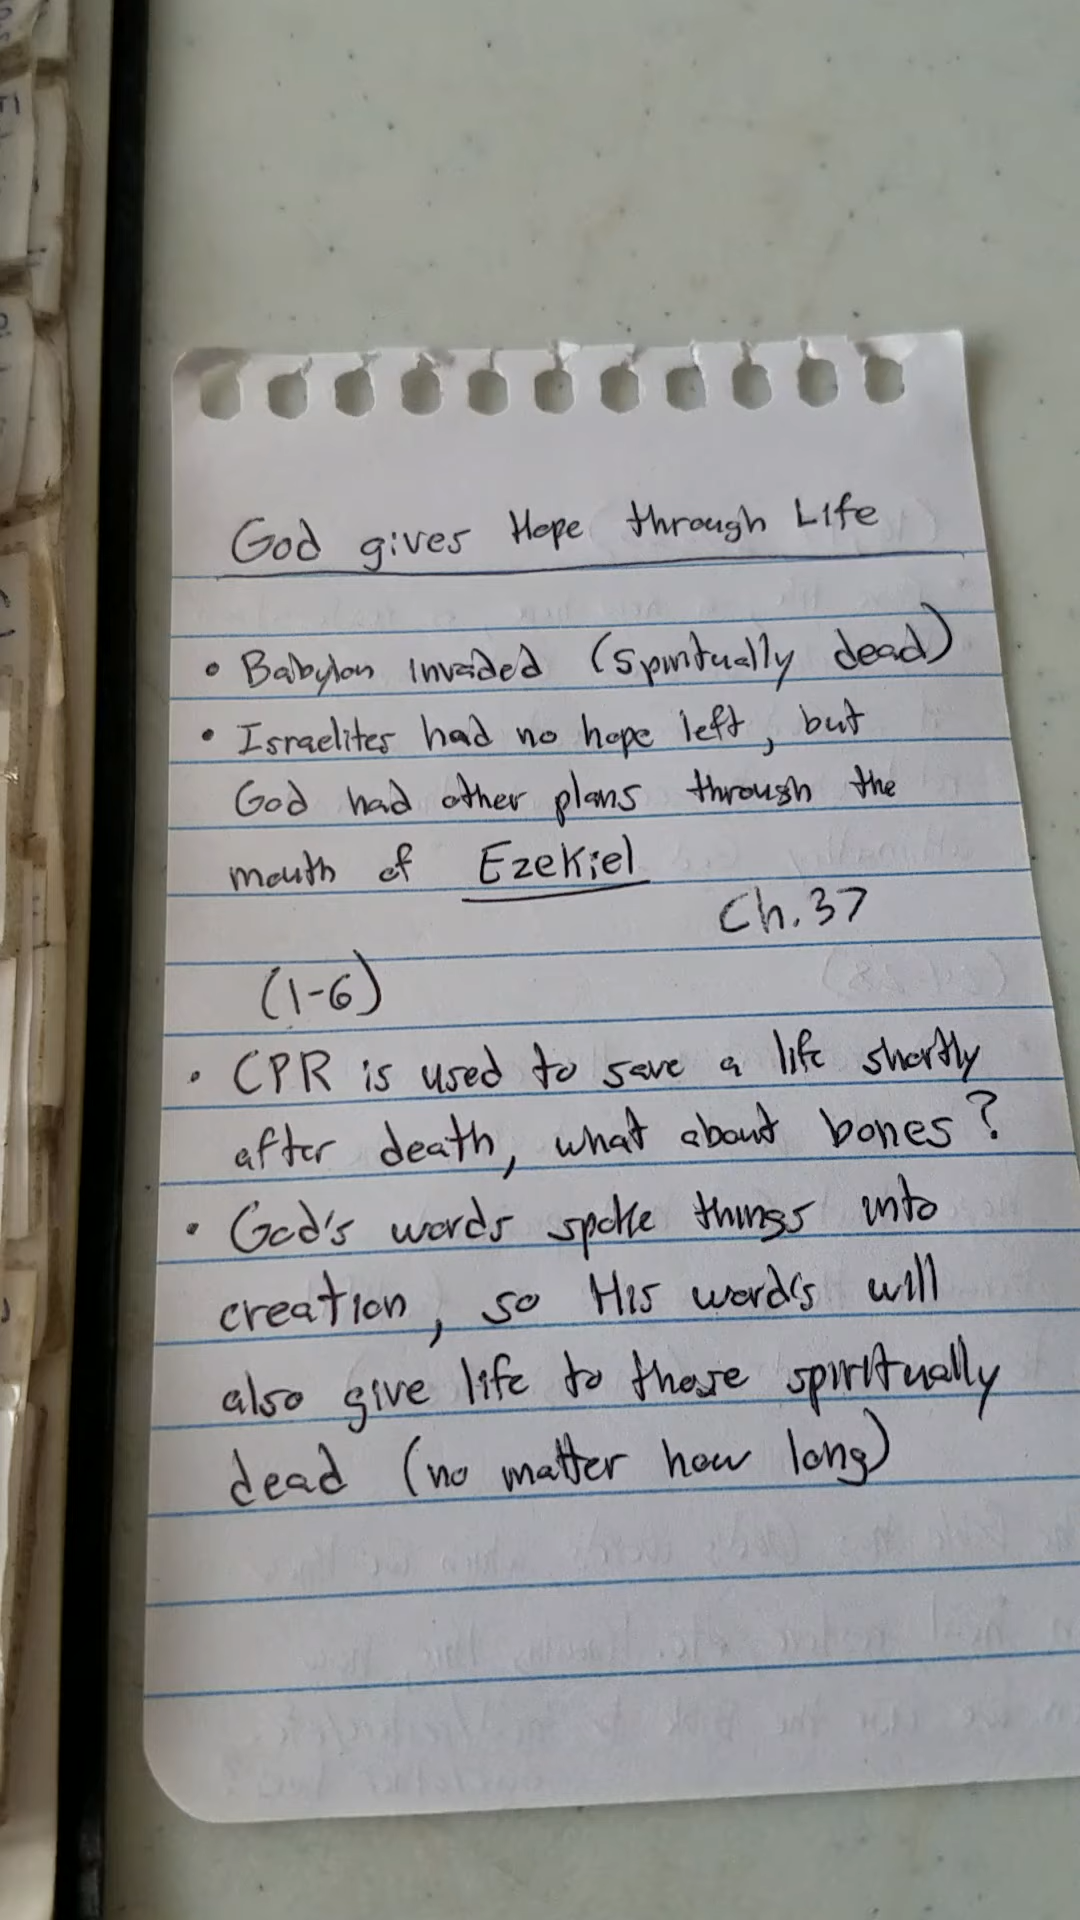 God gives Hope through Life
• Babylon invaded (spiritually dead)
• Israelites had no hope left, but
God had other plans through the
mouth of Ezekiel
Ch. 37
(1-6)
• CPR is used to save a life shortly
after death, what about bones?
• God's words spoke things into
creation, so His words will
also give life to those spiritually
dead (no matter how long)